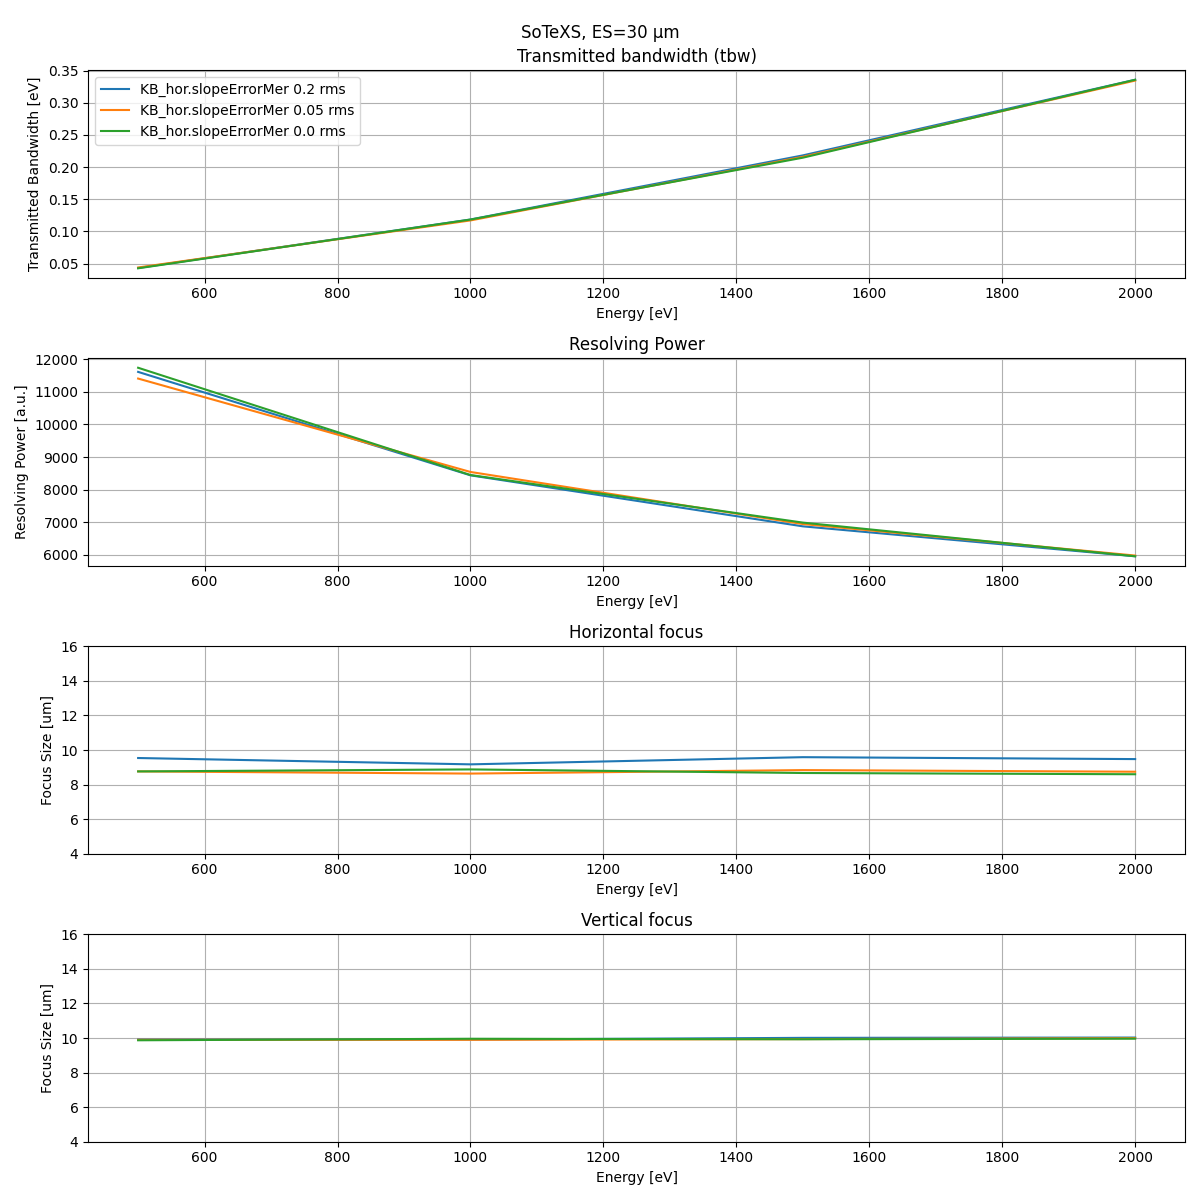 SoTeXS, ES=30 μm
Transmitted bandwidth (tbw)
Transmitted Bandwidth [eV]
0.35
0.30
0.25
0.20
0.15
0.10
0.05
KB_hor.slopeErrorMer 0.2 rms
KB_hor.slopeErrorMer 0.05 rms
KB_hor.slopeErrorMer 0.0 rms
600 800 1000 1200 1400 1600 1800 2000
Energy [eV]
Resolving Power
Resolving Power [a.u.]
12000
11000
10000
9000
8000
7000
6000
600 800 1000 1200 1400 1600 1800 2000
Energy [eV]
Horizontal focus
Focus Size [um]
16
14
12
10
8
6
4
600 800 1000 1200 1400 1600 1800 2000
Energy [eV]
Vertical focus
Focus Size [um]
16
14
12
10
8
6
4
600 800 1000 1200 1400 1600 1800 2000
Energy [eV]